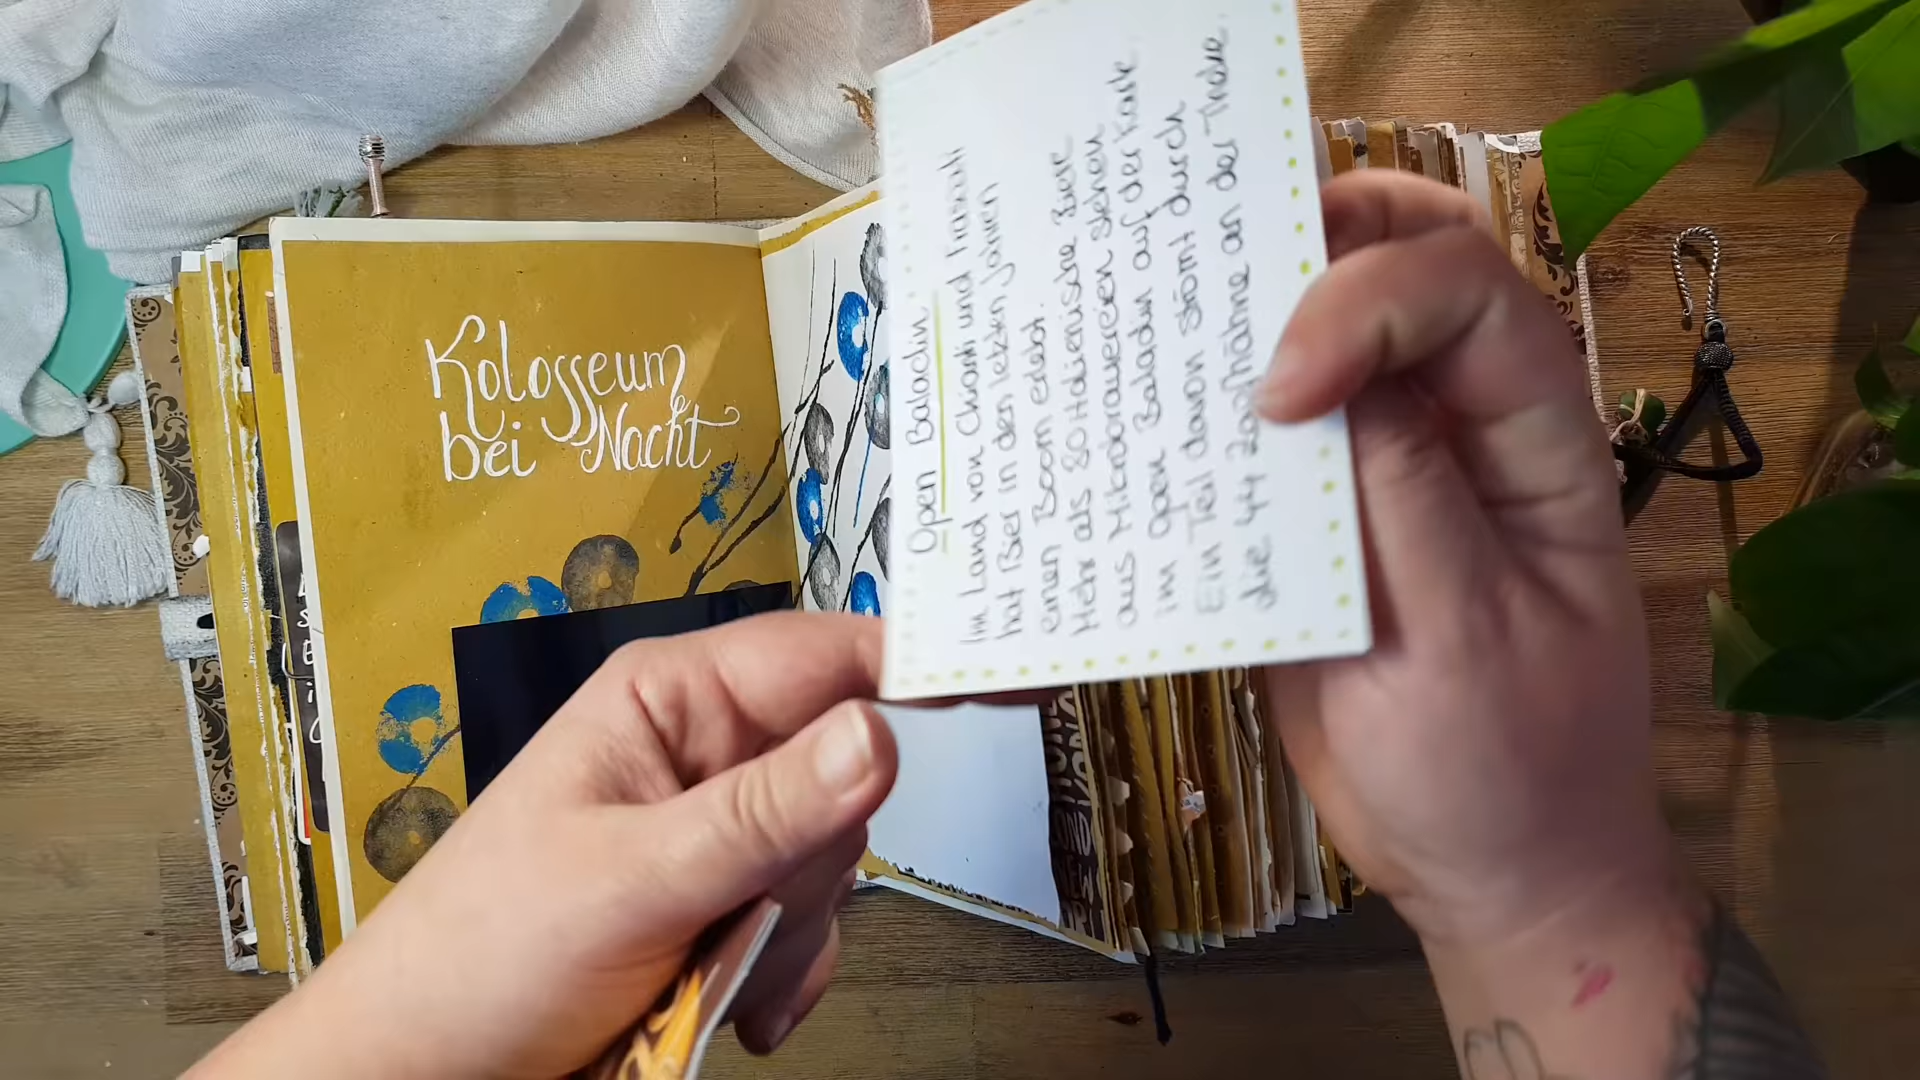 Kolosseum
bei Nacht
Open Baladin.
Im Land von Chianti und Frascati
hat Bier in den letzten Jahren
einen Boom erlebt.
Mehr als 80 italienische Biere
aus Mikrobrauereien stehen
im Open Baladin auf der Karte.
Ein Teil davon stömt durch
die 44 Zapfhähne an der Theke.